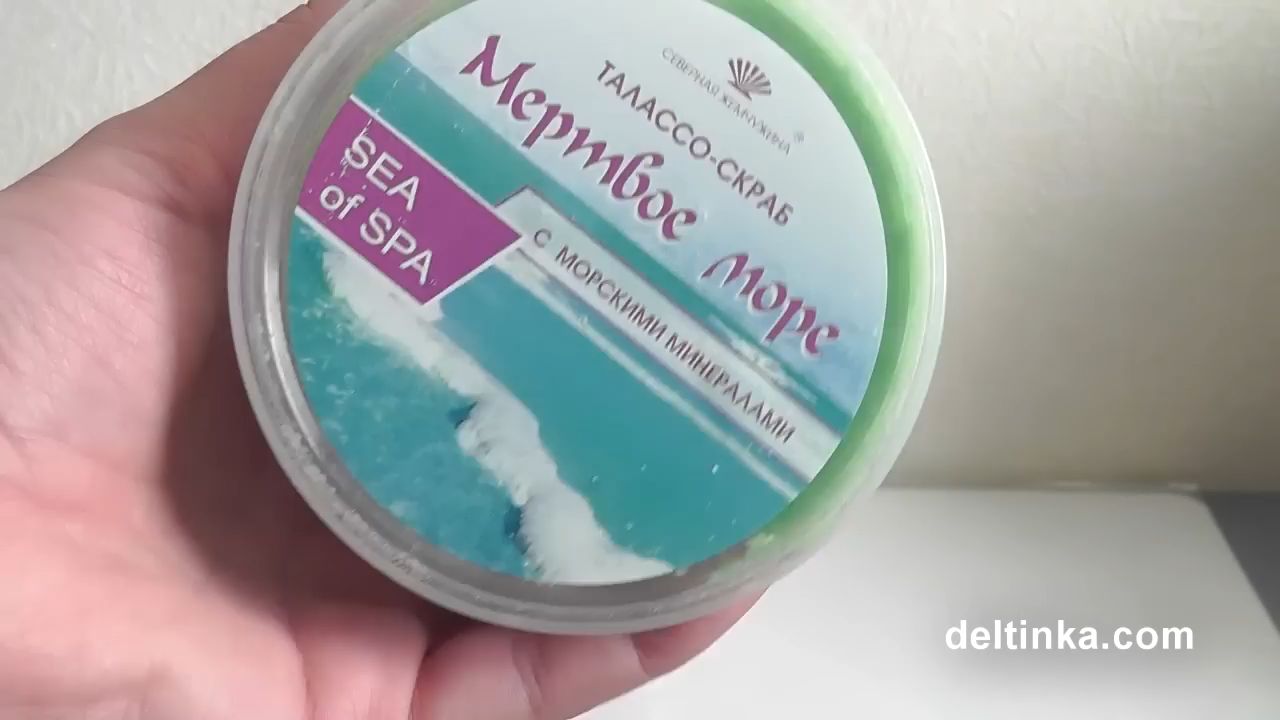 СЕВЕРНАЯ ЖЕМЧУЖИНА®
ТАЛАССО-СКРАБ
Мертвое море
С МОРСКИМИ МИНЕРАЛАМИ
"SEA
of SPA"
deltinka.com